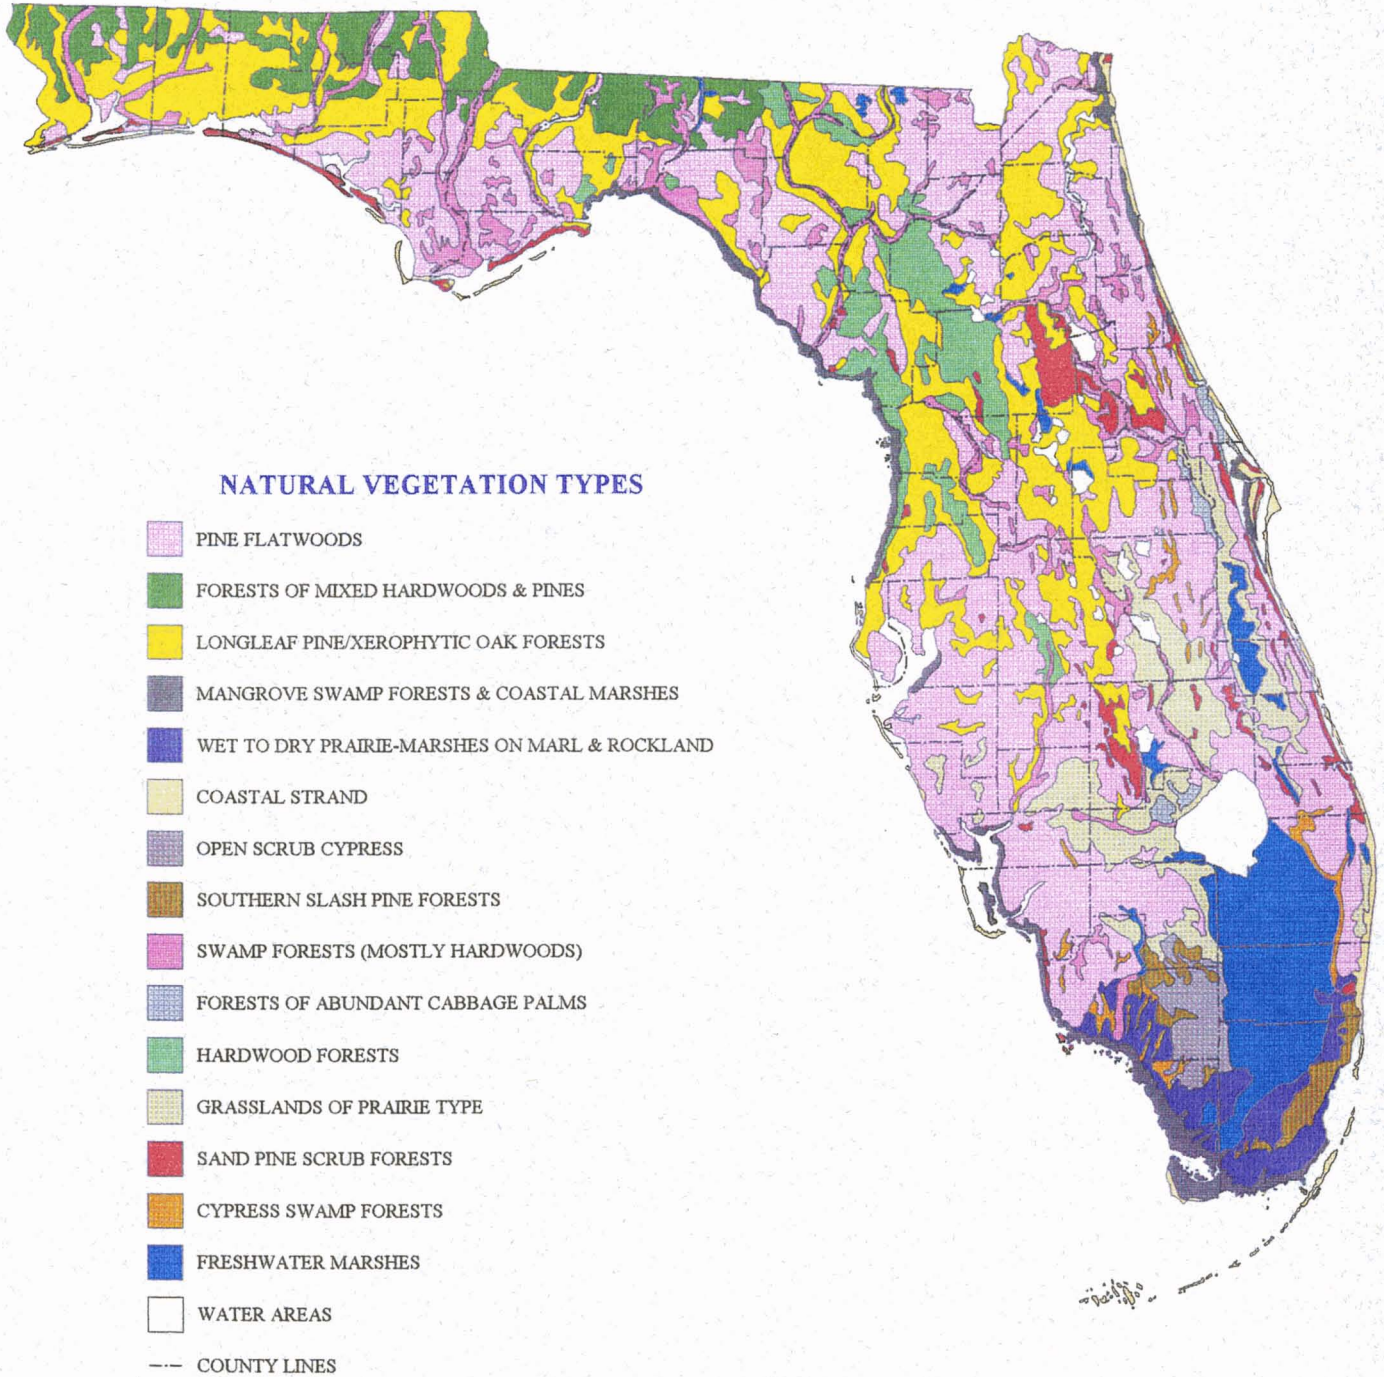 NATURAL VEGETATION TYPES
PINE FLATWOODS
FORESTS OF MIXED HARDWOODS & PINES
LONGLEAF PINE/XEROPHYTIC OAK FORESTS
MANGROVE SWAMP FORESTS & COASTAL MARSHES
WET TO DRY PRAIRIE-MARSHES ON MARL & ROCKLAND
COASTAL STRAND
OPEN SCRUB CYPRESS
SOUTHERN SLASH PINE FORESTS
SWAMP FORESTS (MOSTLY HARDWOODS)
FORESTS OF ABUNDANT CABBAGE PALMS
HARDWOOD FORESTS
GRASSLANDS OF PRAIRIE TYPE
SAND PINE SCRUB FORESTS
CYPRESS SWAMP FORESTS
FRESHWATER MARSHES
WATER AREAS
COUNTY LINES